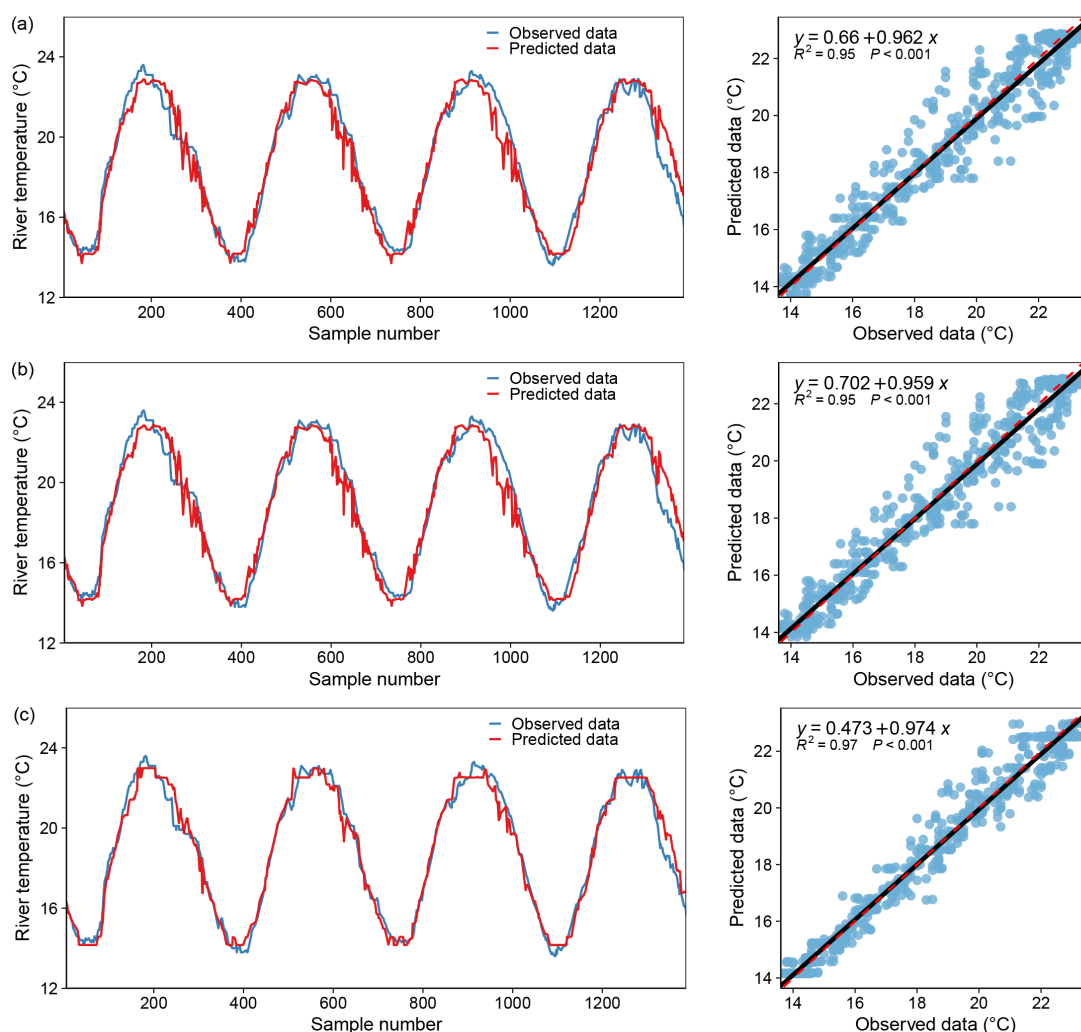 (a)
Observed data
Predicted data
River temperature (°C)
24
20
16
12
200 400 600 800 1000 1200
Sample number
y = 0.66 + 0.962 x
R² = 0.95 P < 0.001
Predicted data (°C)
22
20
18
16
14
14 16 18 20 22
Observed data (°C)
(b)
Observed data
Predicted data
River temperature (°C)
24
20
16
12
200 400 600 800 1000 1200
Sample number
y = 0.702 + 0.959 x
R² = 0.95 P < 0.001
Predicted data (°C)
22
20
18
16
14
14 16 18 20 22
Observed data (°C)
(c)
Observed data
Predicted data
River temperature (°C)
24
20
16
12
200 400 600 800 1000 1200
Sample number
y = 0.473 + 0.974 x
R² = 0.97 P < 0.001
Predicted data (°C)
22
20
18
16
14
14 16 18 20 22
Observed data (°C)